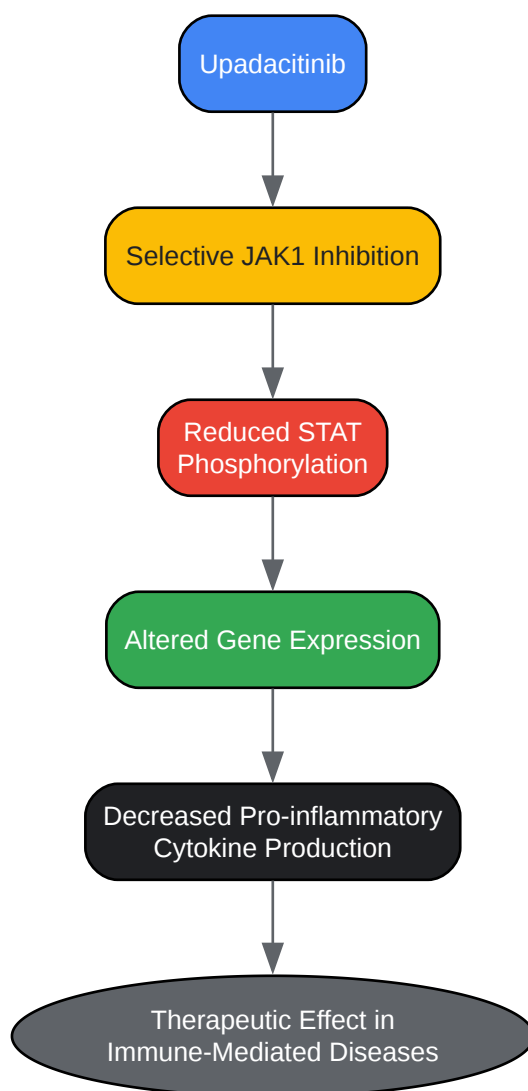 Upadacitinib
Selective JAK1 Inhibition
Reduced STAT
Phosphorylation
Altered Gene Expression
Decreased Pro-inflammatory
Cytokine Production
Therapeutic Effect in
Immune-Mediated Diseases